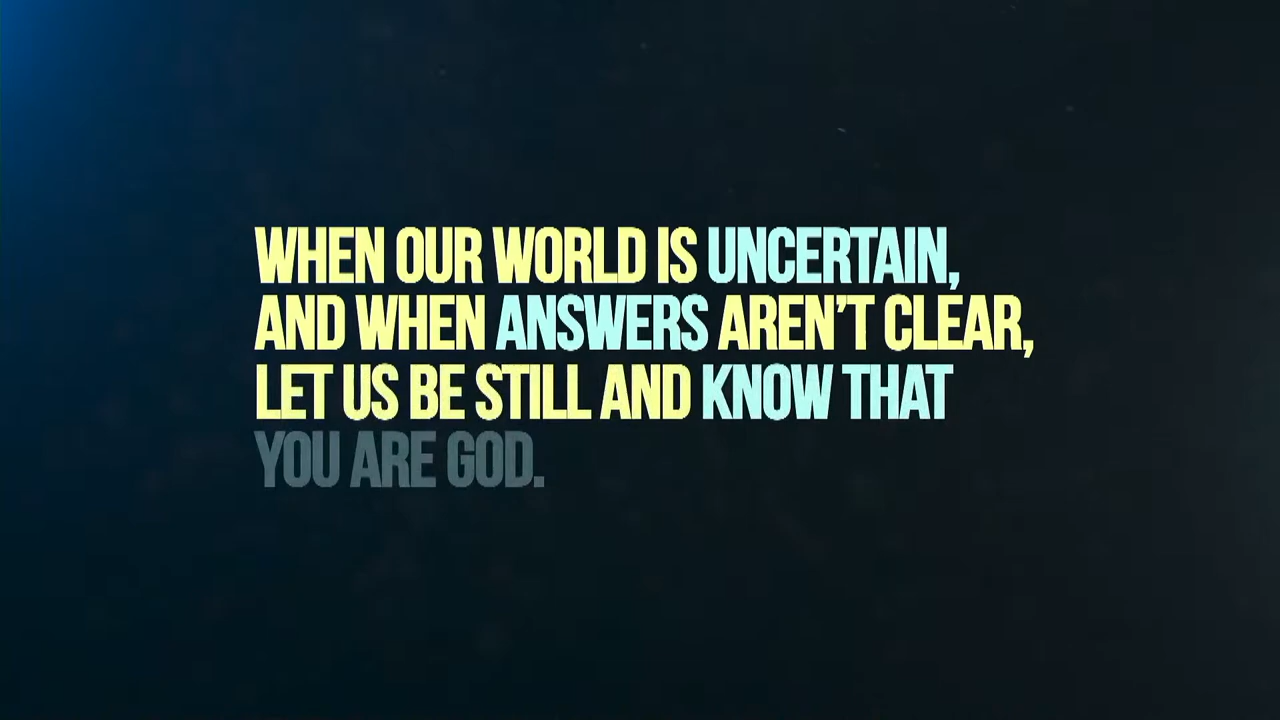 WHEN OUR WORLD IS UNCERTAIN,
AND WHEN ANSWERS AREN'T CLEAR,
LET US BE STILL AND KNOW THAT
YOU ARE GOD.